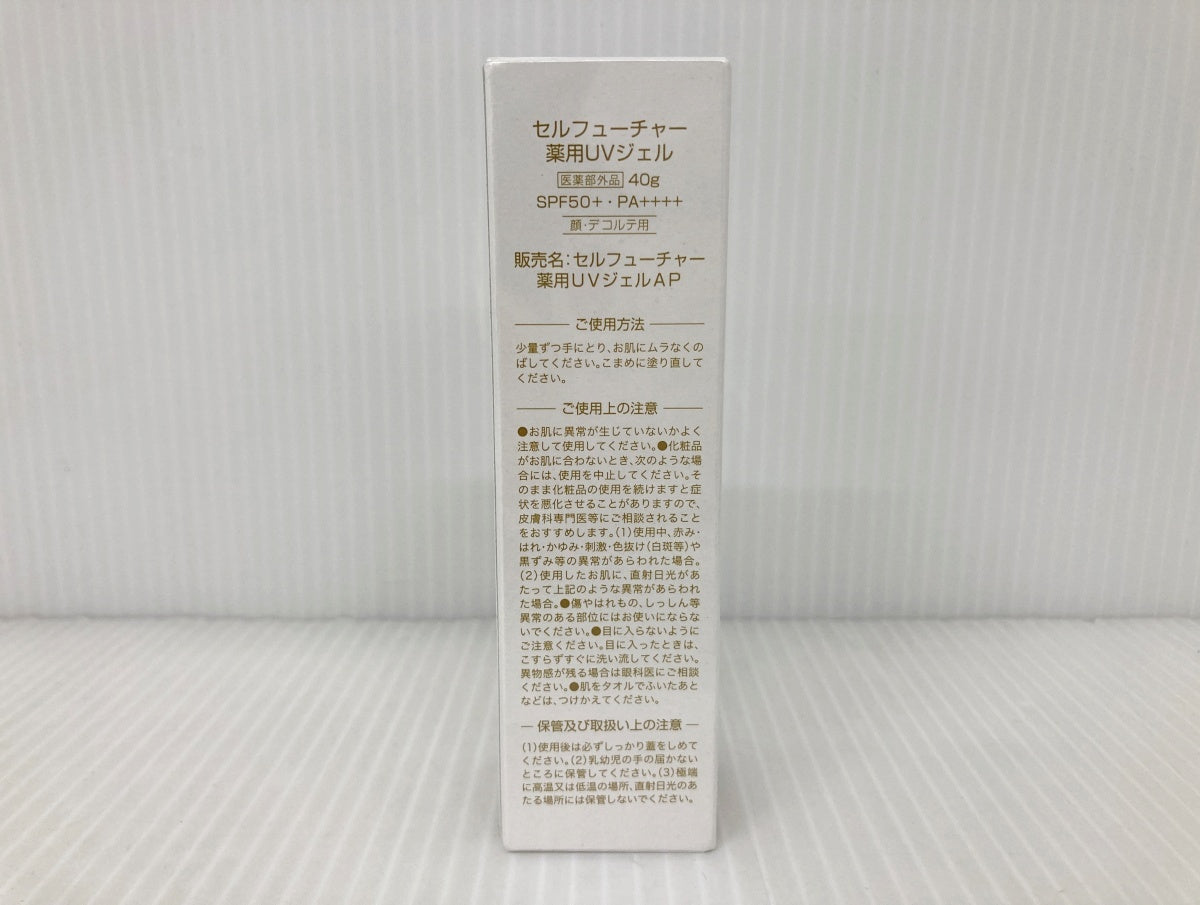 セルフューチャー
薬用UVジェル
医薬部外品 40g
SPF50+・PA++++
顔・デコルテ用
販売名:セルフューチャー
薬用UVジェルAP
ご使用方法
少量ずつ手にとり、お肌にムラなくの
ばしてください。こまめに塗り直して
ください。
ご使用上の注意
●お肌に異常が生じていないかよく
注意して使用してください。●化粧品
がお肌に合わないとき、次のような場
合には、使用を中止してください。そ
のまま化粧品の使用を続けますと症
状を悪化させることがありますので、
皮膚科専門医等にご相談されること
をおすすめします。(1)使用中、赤み・
はれ・かゆみ・刺激・色抜け(白斑等)や
黒ずみ等の異常があらわれた場合。
(2)使用したお肌に、直射日光があ
たって上記のような異常があらわれ
た場合。●傷やはれもの、しっしん等
異常のある部位にはお使いにならな
いでください。●目に入らないように
ご注意ください。目に入ったときは、
こすらずすぐに洗い流してください。
異物感が残る場合は眼科医にご相談
ください。●肌をタオルでふいたあと
などは、つけかえてください。
保管及び取扱い上の注意
(1)使用後は必ずしっかり蓋をしめて
ください。(2)乳幼児の手の届かない
ところに保管してください。(3)極端
に高温又は低温の場所、直射日光のあ
たる場所には保管しないでください。